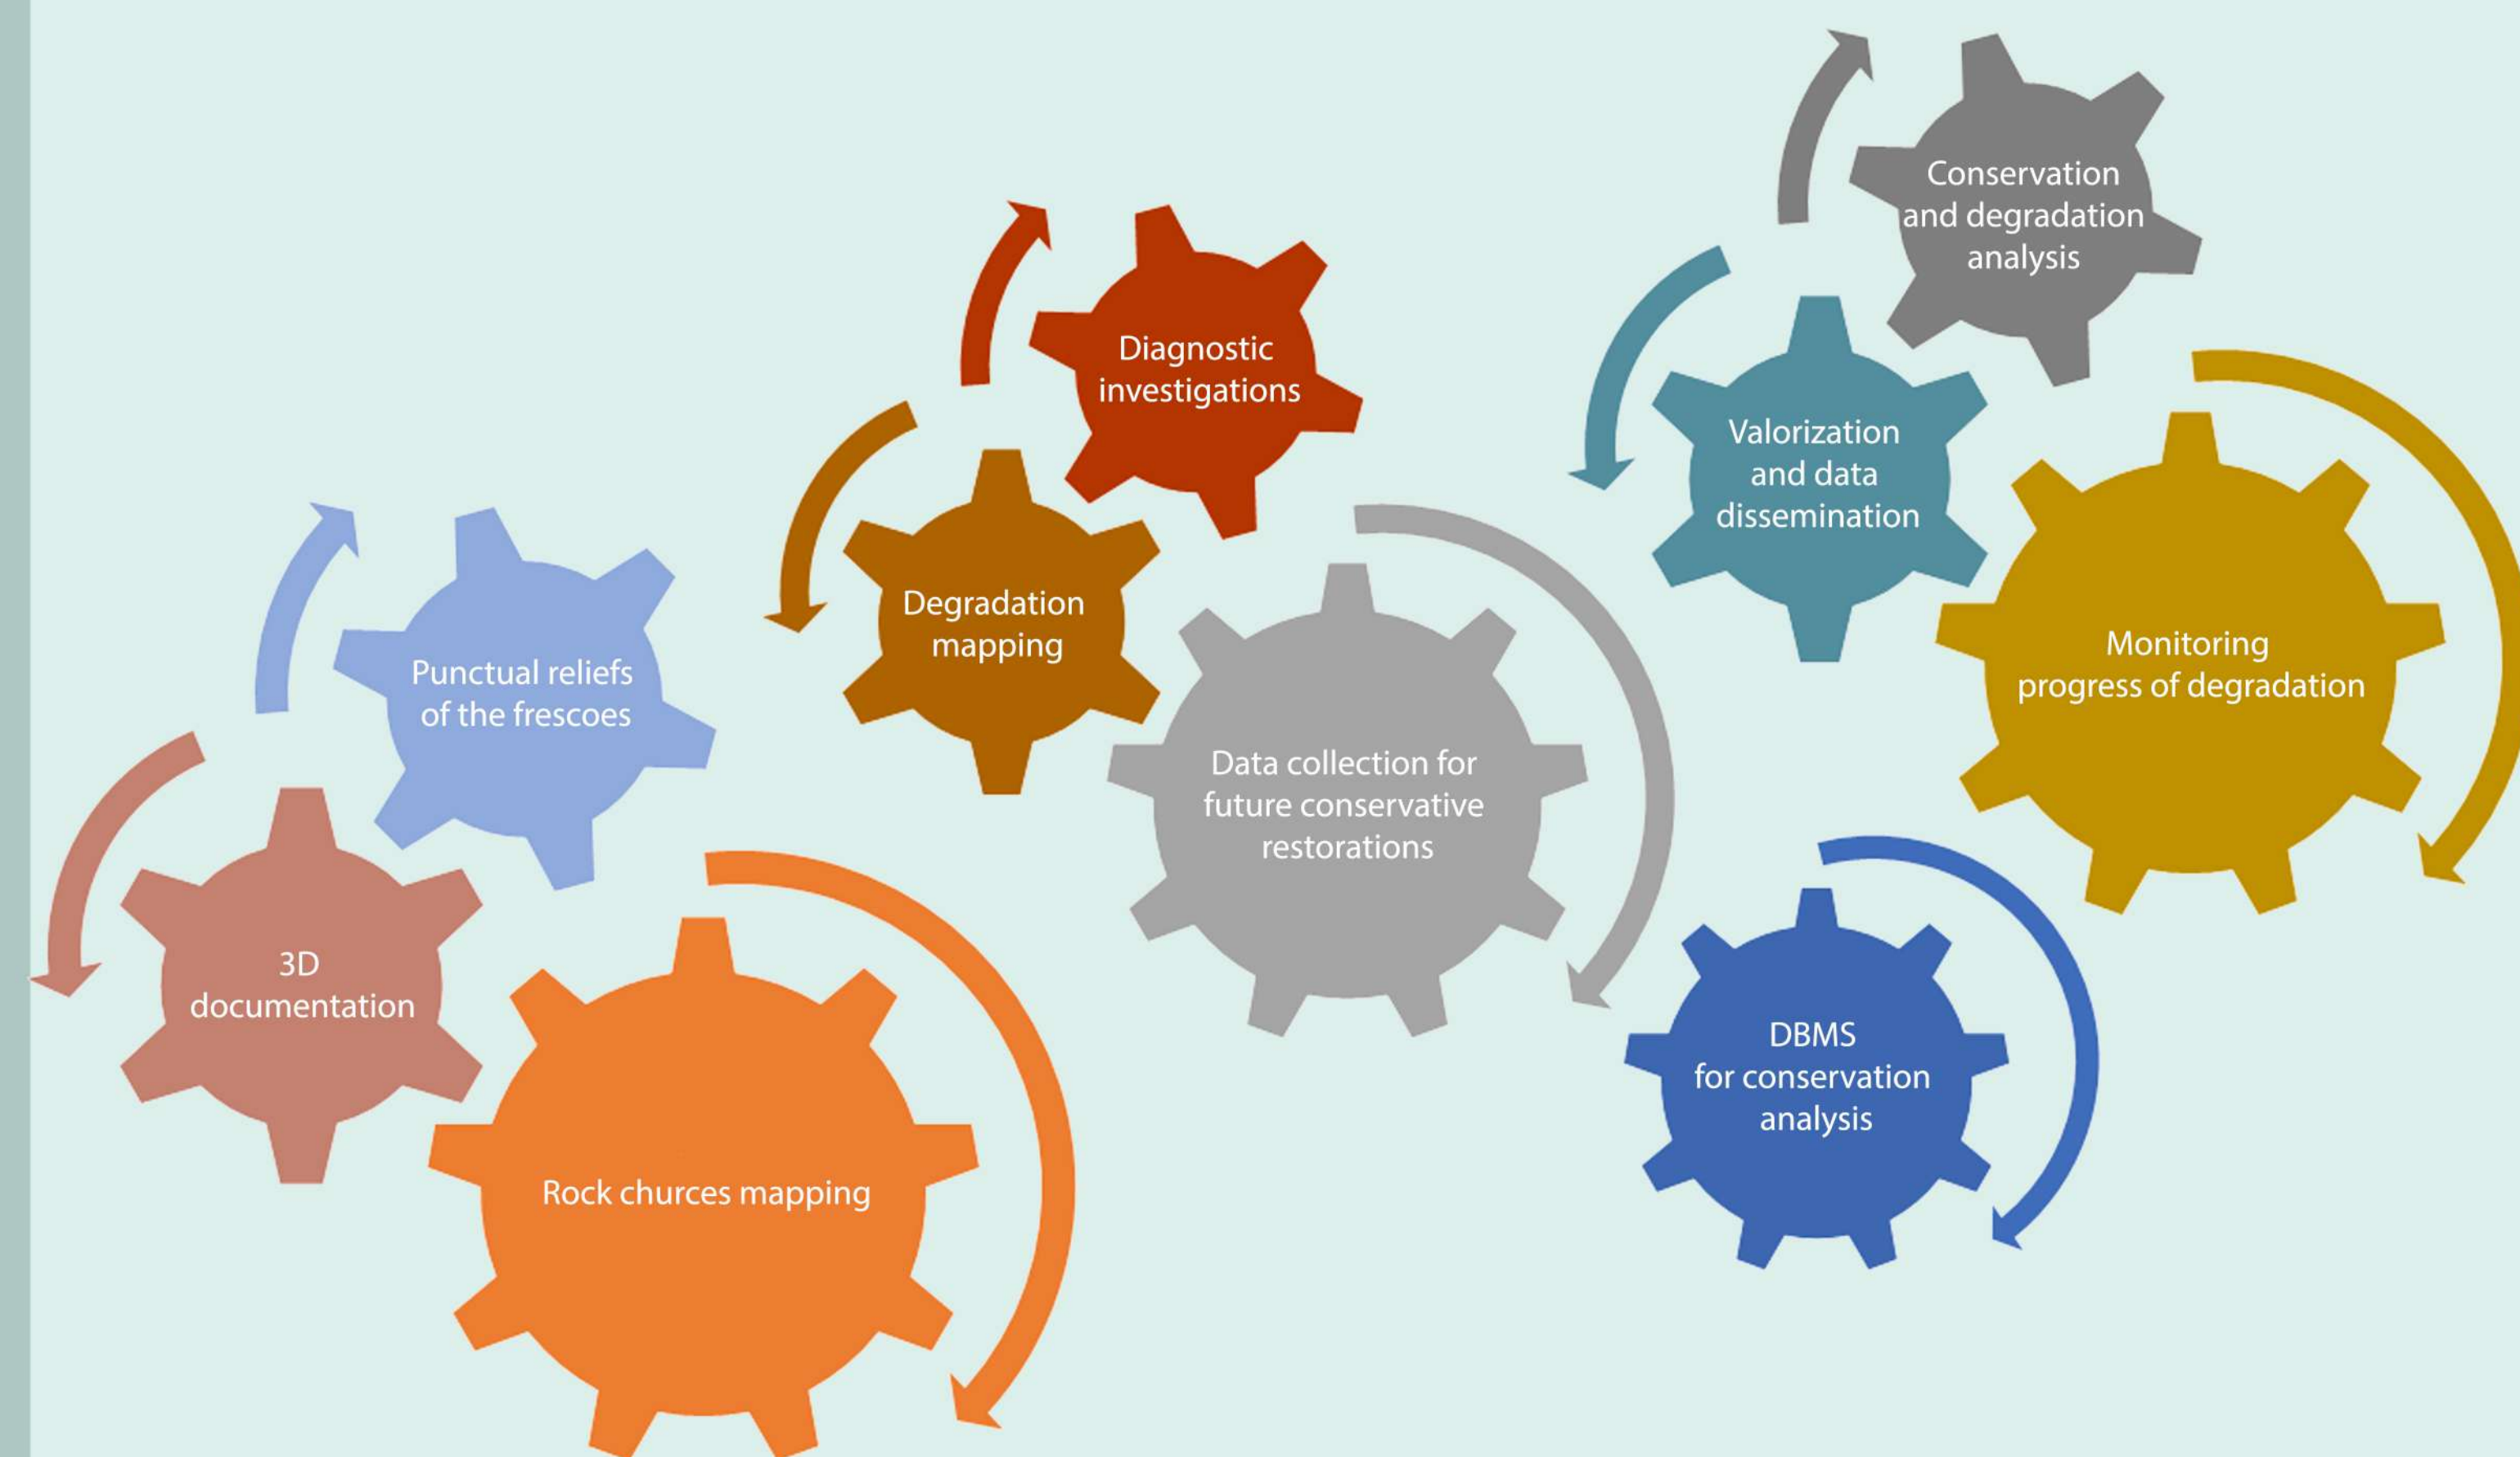 Punctual reliefs
of the frescoes
3D
documentation
Rock churces mapping
Diagnostic
investigations
Degradation
mapping
Data collection for
future conservative
restorations
Conservation
and degradation
analysis
Valorization
and data
dissemination
Monitoring
progress of degradation
DBMS
for conservation
analysis